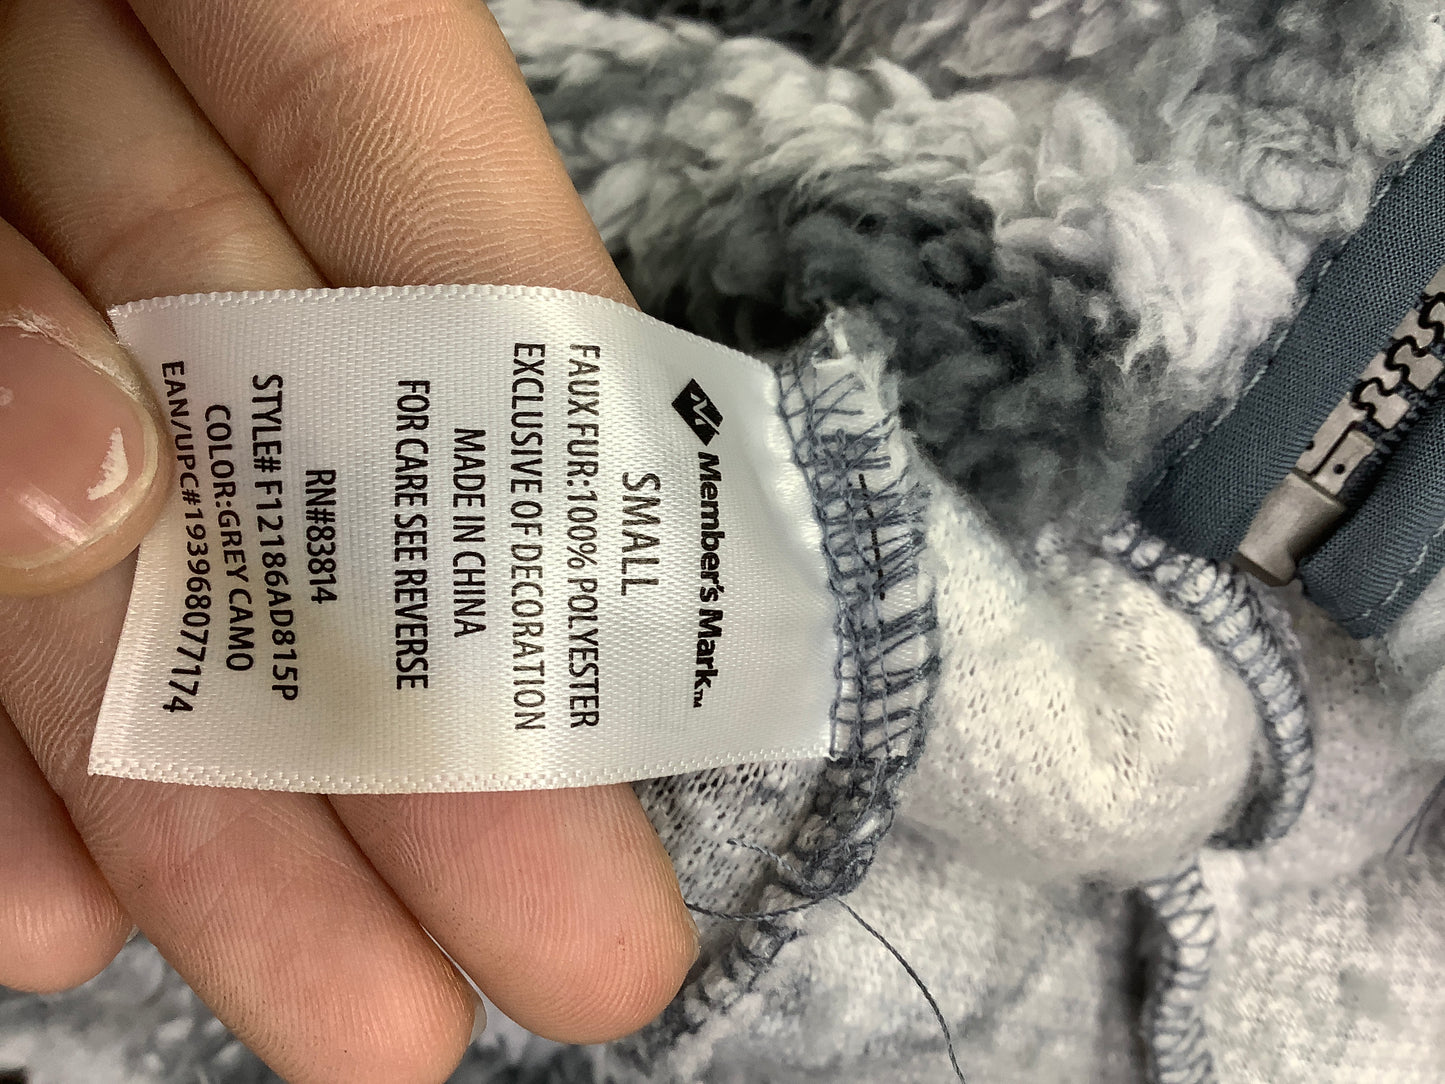 Member's Mark™
SMALL
FAUX FUR:100% POLYESTER
EXCLUSIVE OF DECORATION
MADE IN CHINA
FOR CARE SEE REVERSE
RN#83814
STYLE# F12186AD815P
COLOR:GREY CAMO
EAN/UPC#193968077174